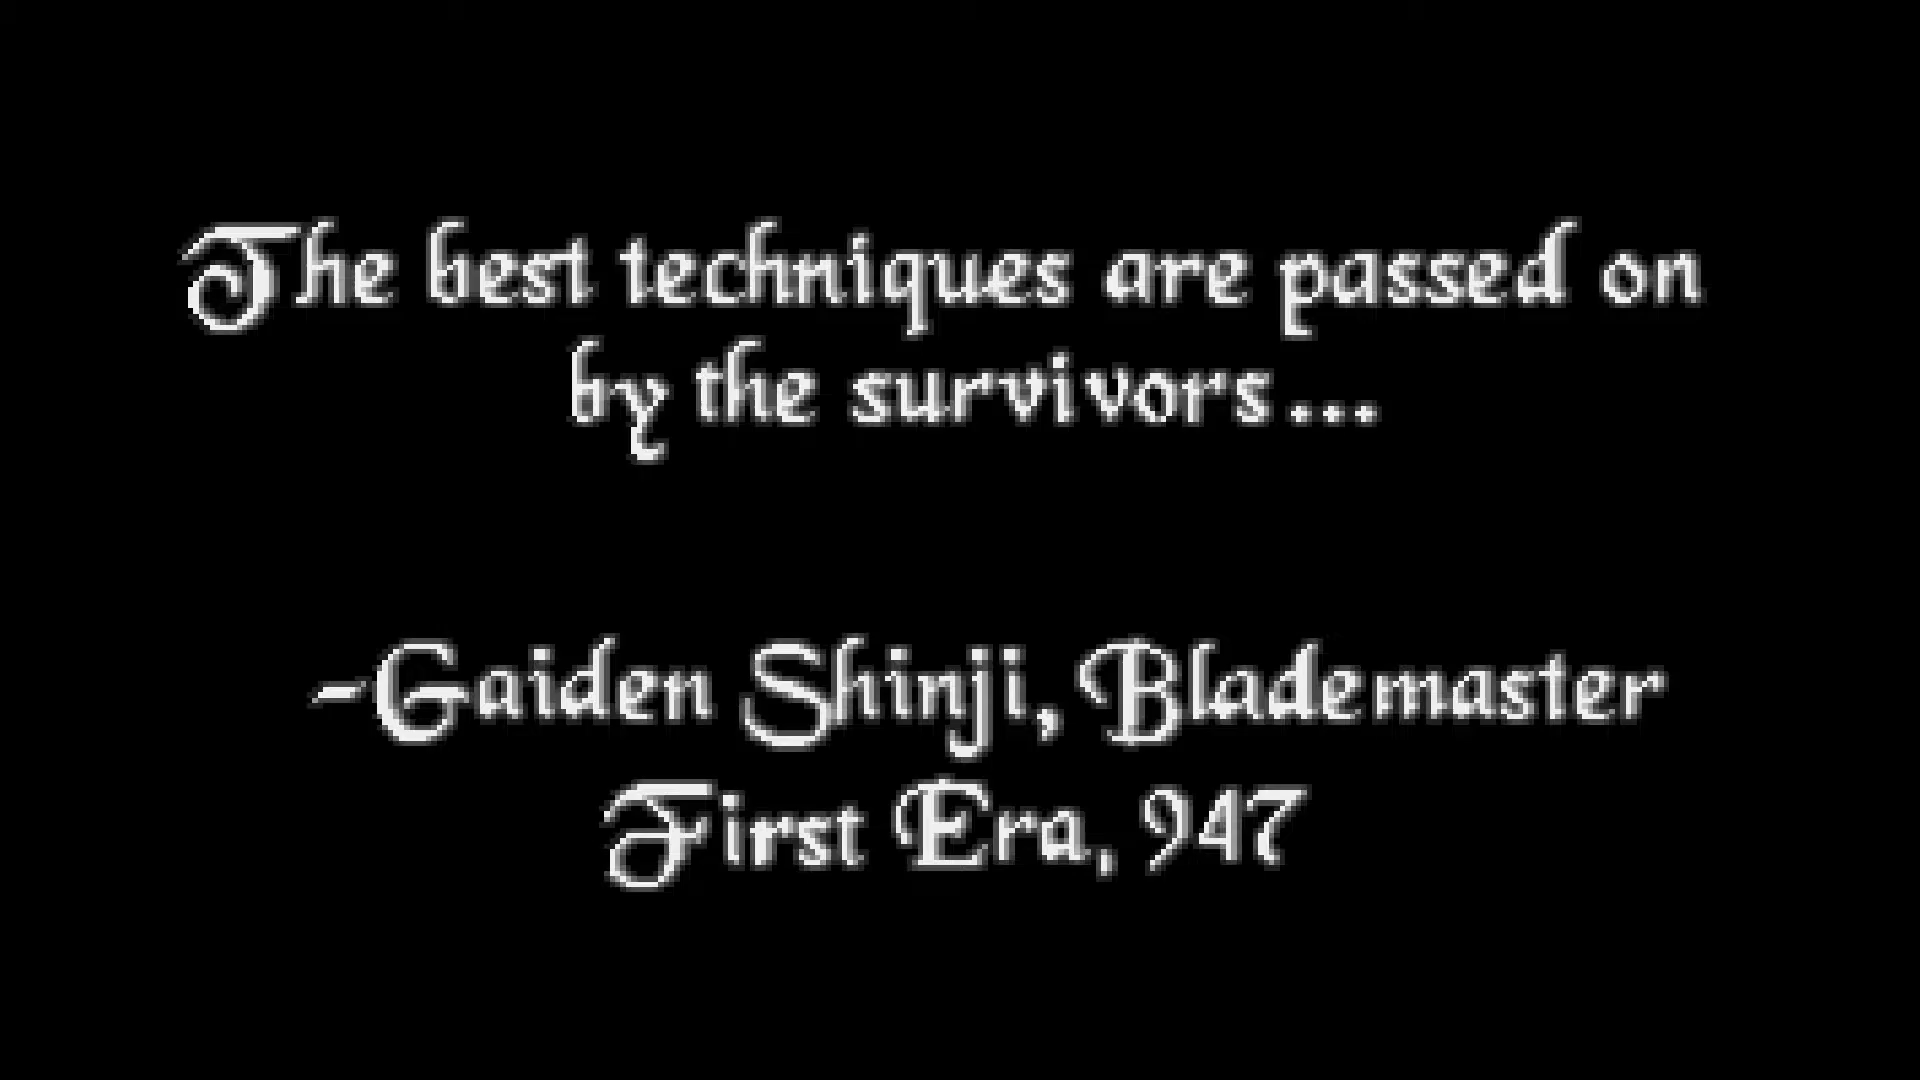 The best techniques are passed on
by the survivors...
-Gaiden Shinji, Blademaster
First Era, 947